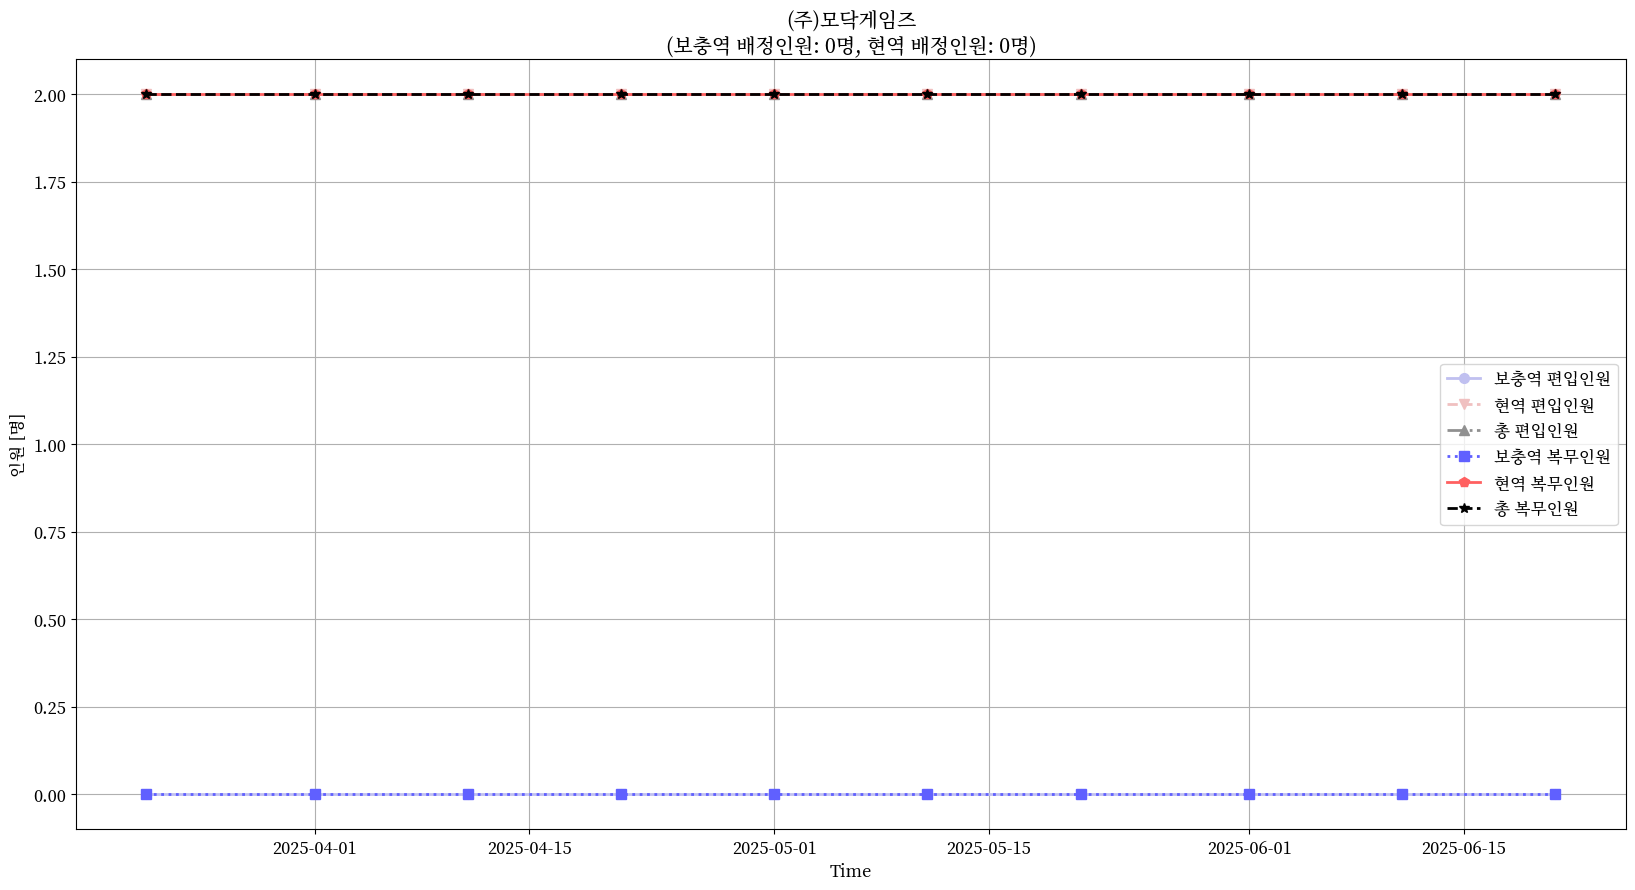 (주)모닥게임즈
(보충역 배정인원: 0명, 현역 배정인원: 0명)
2.00
1.75
1.50
1.25
1.00
0.75
0.50
0.25
0.00
인원 [명]
보충역 편입인원
현역 편입인원
총 편입인원
보충역 복무인원
현역 복무인원
총 복무인원
2025-04-01 2025-04-15 2025-05-01 2025-05-15 2025-06-01 2025-06-15
Time